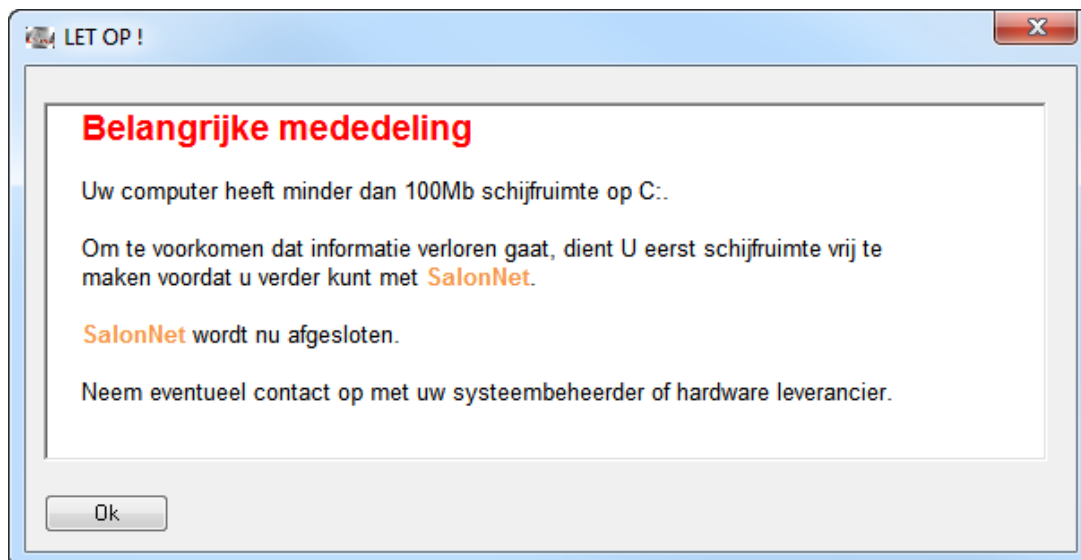 LET OP !
Belangrijke mededeling
Uw computer heeft minder dan 100Mb schijfruimte op C:.
Om te voorkomen dat informatie verloren gaat, dient U eerst schijfruimte vrij te
maken voordat u verder kunt met SalonNet.
SalonNet wordt nu afgesloten.
Neem eventueel contact op met uw systeembeheerder of hardware leverancier.
Ok